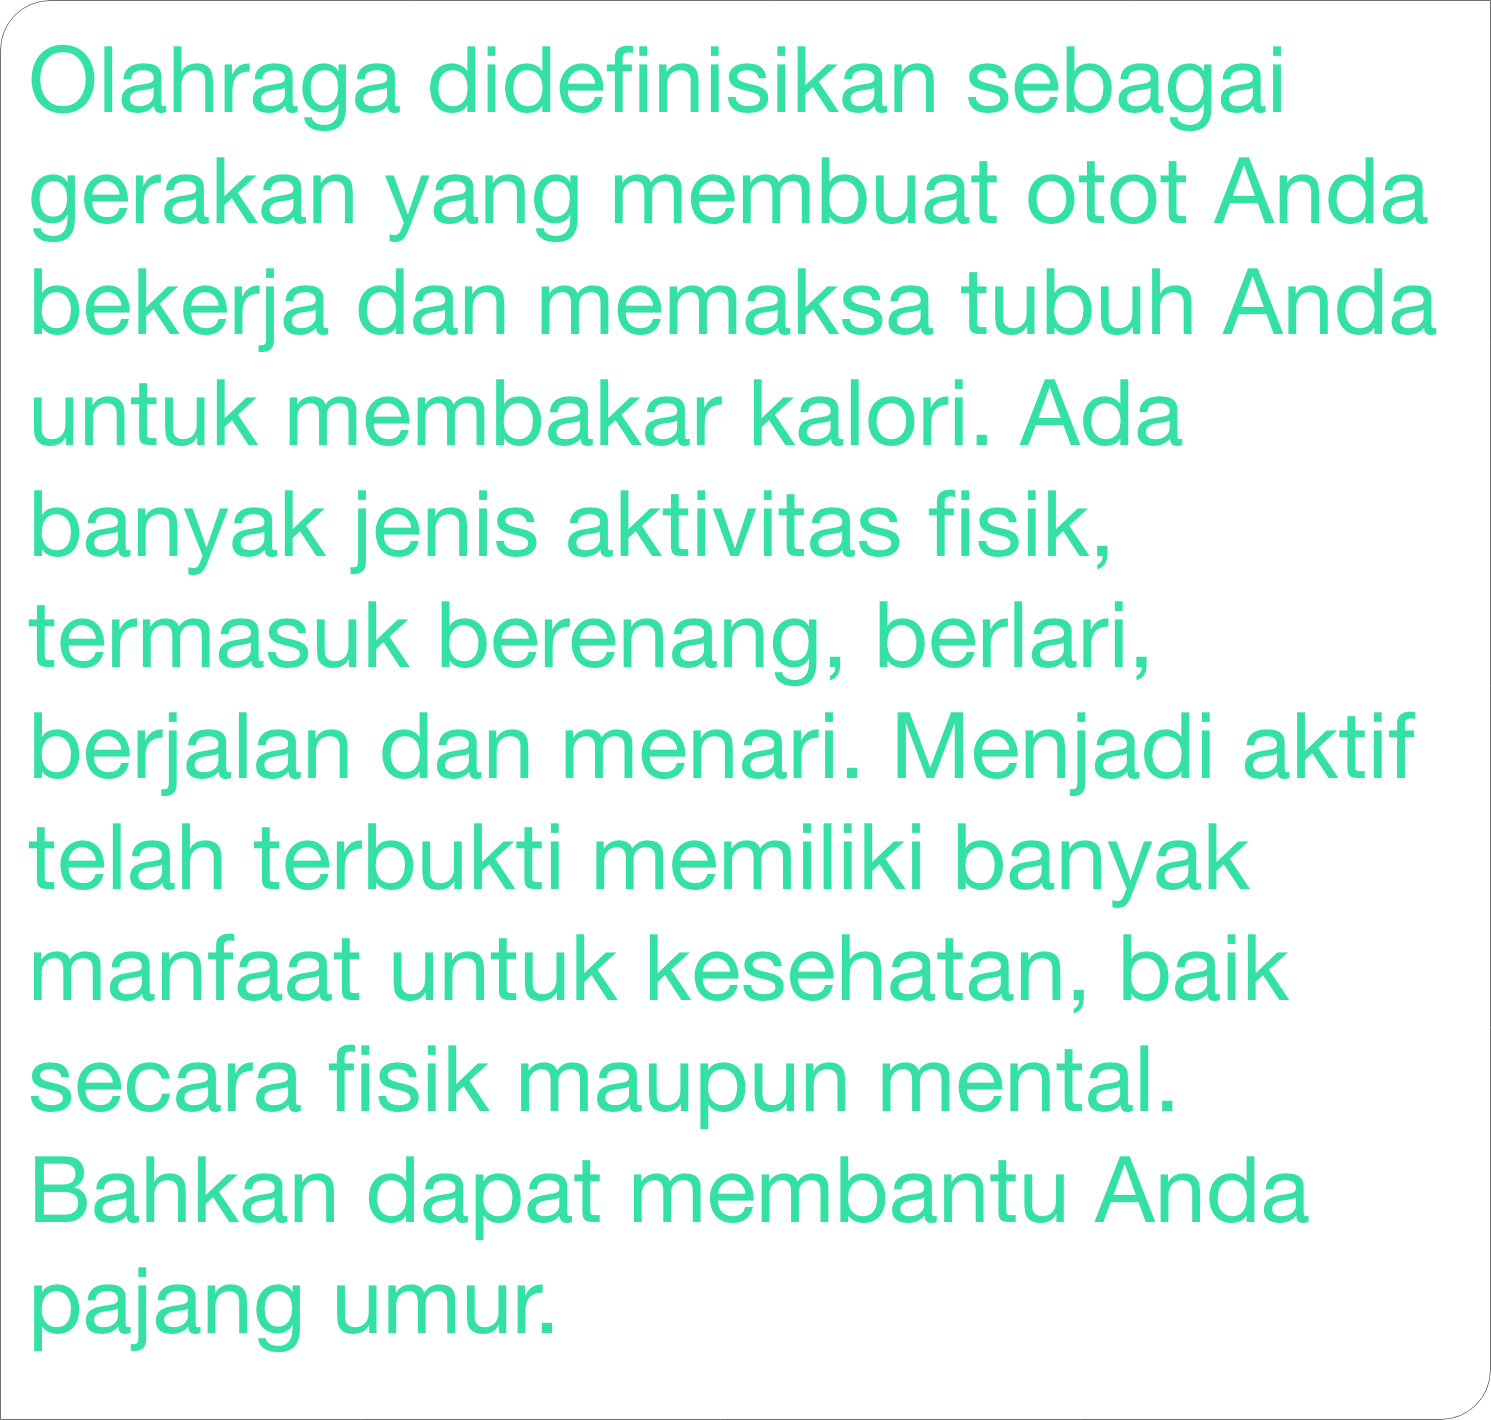 Olahraga didefinisikan sebagai
gerakan yang membuat otot Anda
bekerja dan memaksa tubuh Anda
untuk membakar kalori. Ada
banyak jenis aktivitas fisik,
termasuk berenang, berlari,
berjalan dan menari. Menjadi aktif
telah terbukti memiliki banyak
manfaat untuk kesehatan, baik
secara fisik maupun mental.
Bahkan dapat membantu Anda
pajang umur.